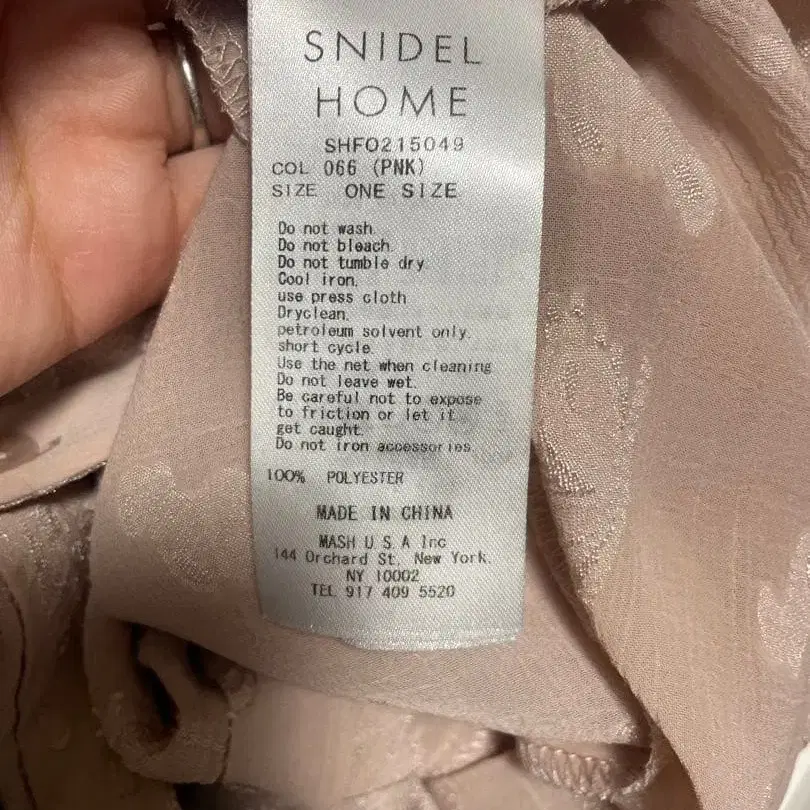 SNIDEL
HOME
SHFO215049
COL 066 (PNK)
SIZE ONE SIZE
Do not wash.
Do not bleach.
Do not tumble dry.
Cool iron.
use press cloth
Dryclean.
petroleum solvent only.
short cycle.
Use the net when cleaning
Do not leave wet.
Be careful not to expose
to friction or let it
get caught.
Do not iron accessories.
100% POLYESTER
MADE IN CHINA
MASH U.S.A Inc
144 Orchard St, New York,
NY 10002
TEL 917 409 5520